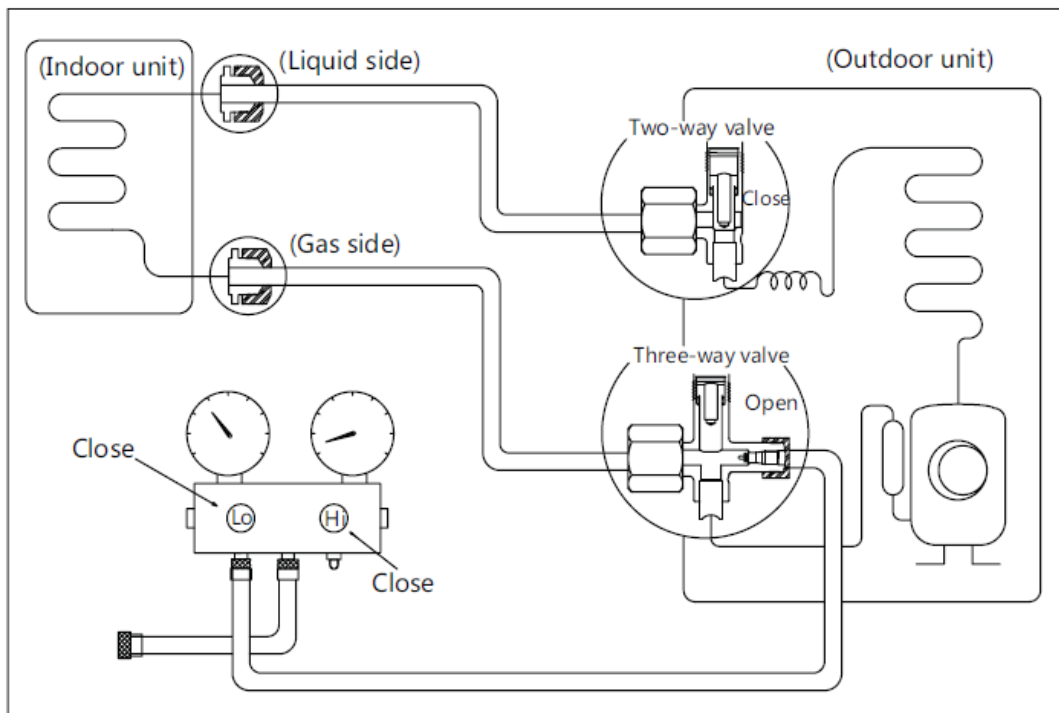 (Indoor unit)
(Liquid side)
(Outdoor unit)
Two-way valve
Close
(Gas side)
Three-way valve
Open
Close
Lo
Hi
Close